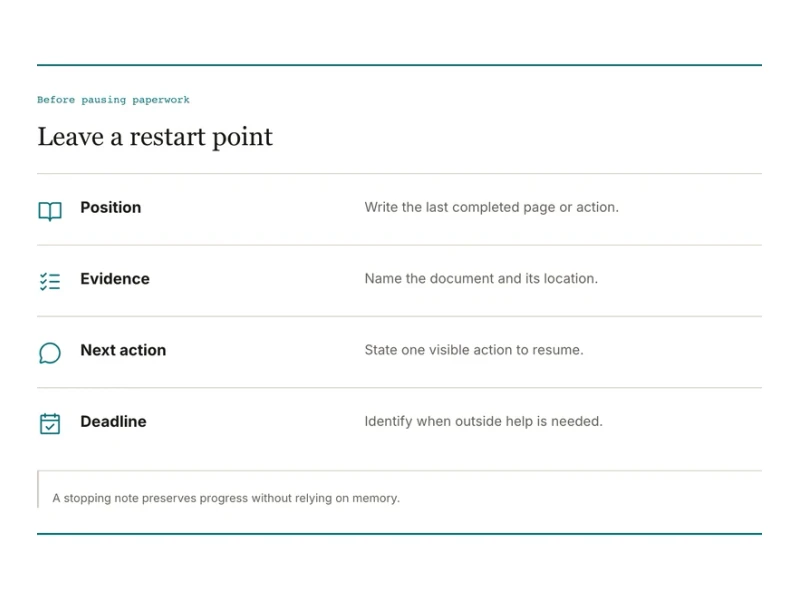 Before pausing paperwork
Leave a restart point
Position
Write the last completed page or action.
Evidence
Name the document and its location.
Next action
State one visible action to resume.
Deadline
Identify when outside help is needed.
A stopping note preserves progress without relying on memory.